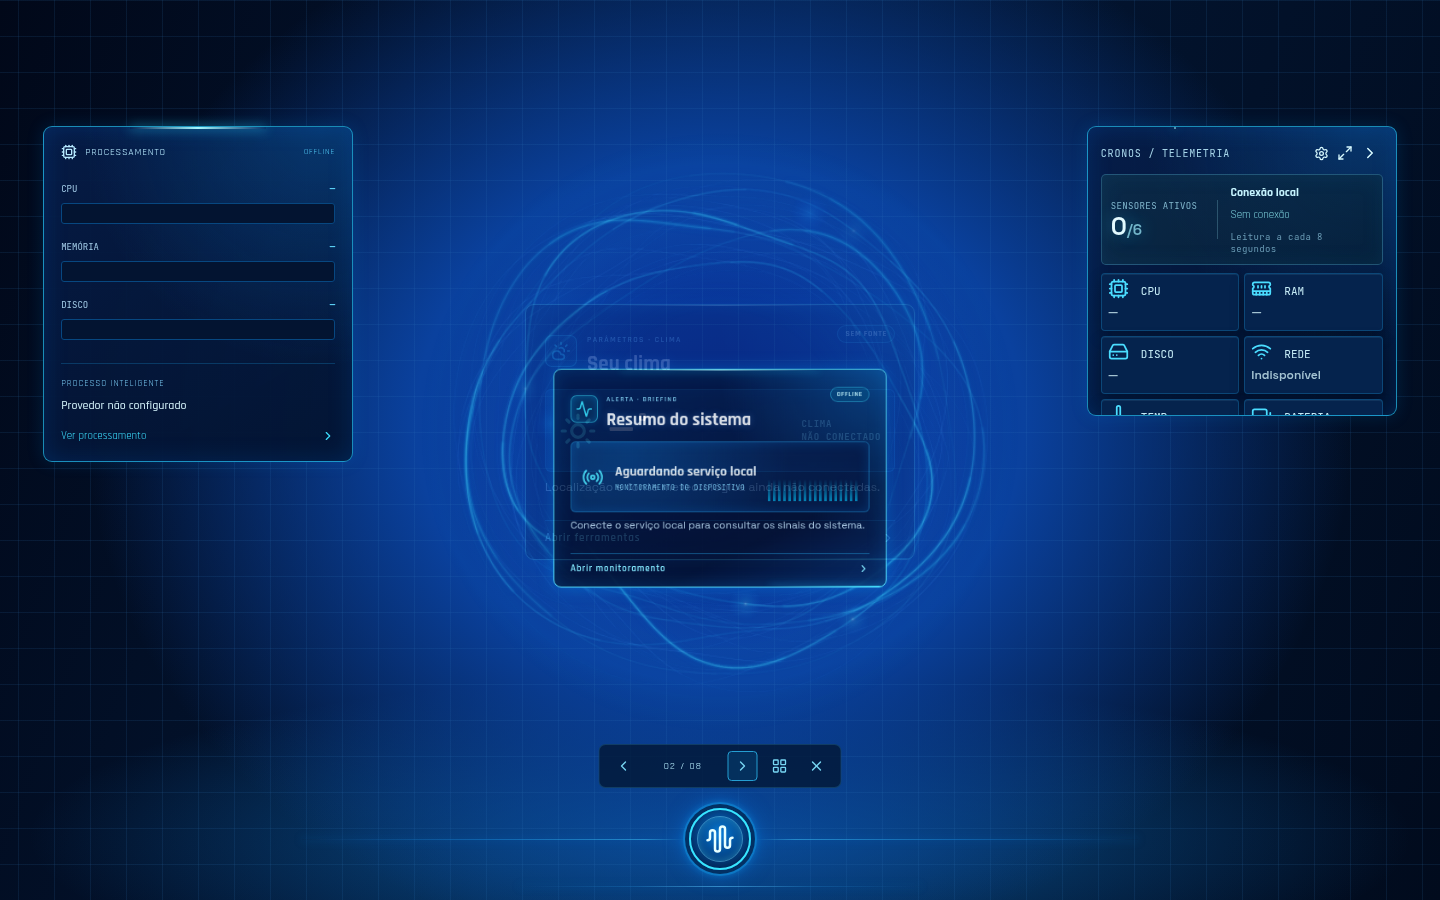 PROCESSAMENTO
OFFLINE
CPU
—
MEMÓRIA
—
DISCO
—
PROCESSO INTELIGENTE
Provedor não configurado
Ver processamento
CRONOS / TELEMETRIA
SENSORES ATIVOS
0/6
Conexão local
Sem conexão
Leitura a cada 8
segundos
CPU
—
RAM
—
DISCO
—
REDE
Indisponível
PARÂMETROS · CLIMA
SEM FONTE
Seu clima
ALERTA · BRIEFING
OFFLINE
Resumo do sistema
CLIMA
NÃO CONECTADO
Aguardando serviço local
MONITORAMENTO DO DISPOSITIVO
Conecte o serviço local para consultar os sinais do sistema.
Abrir ferramentas
Abrir monitoramento
02 / 08